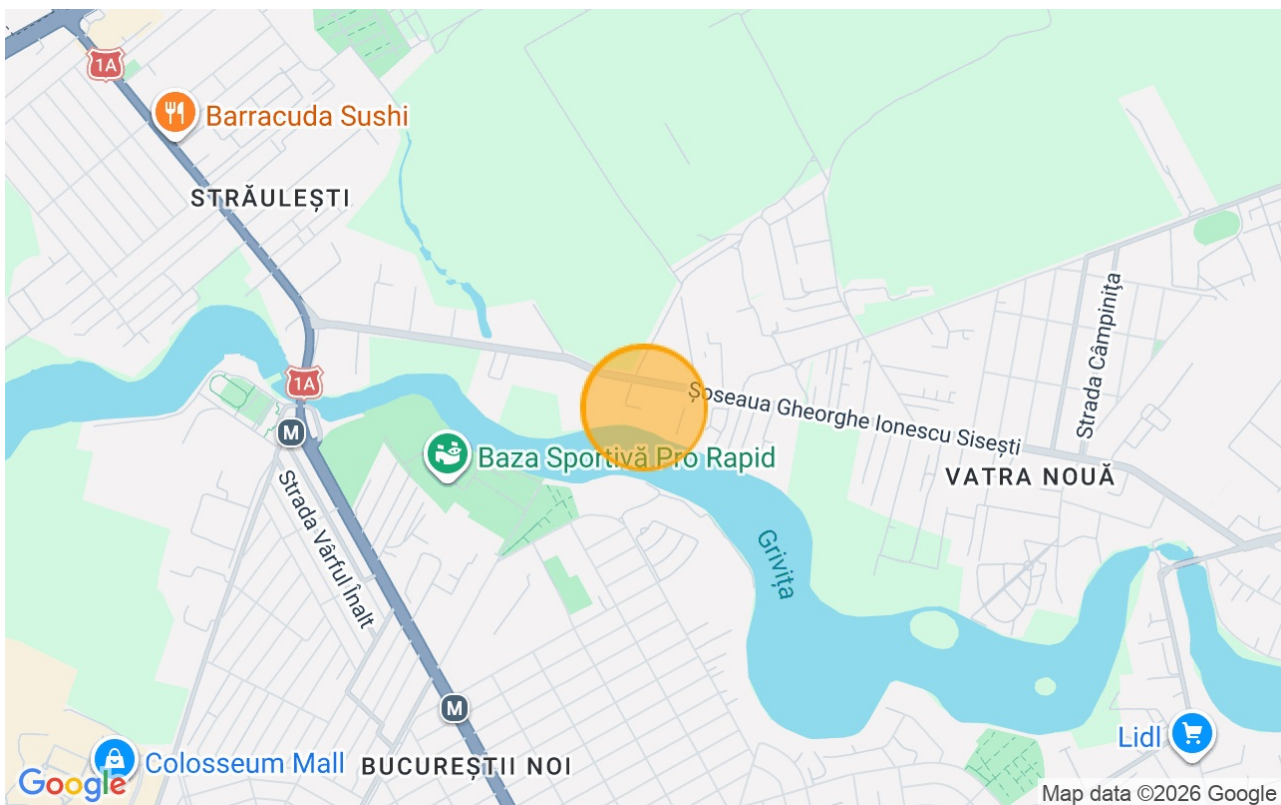 1A
Barracuda Sushi
STRĂULEȘTI
Strada Câmpinița
1A
Șoseaua Gheorghe Ionescu Sisești
M
Baza Sportivă Pro Rapid
VATRA NOUĂ
Strada Vârful Înalt
Grivița
M
Lidl
Colosseum Mall
BUCUREȘTII NOI
Google
Map data ©2026 Google